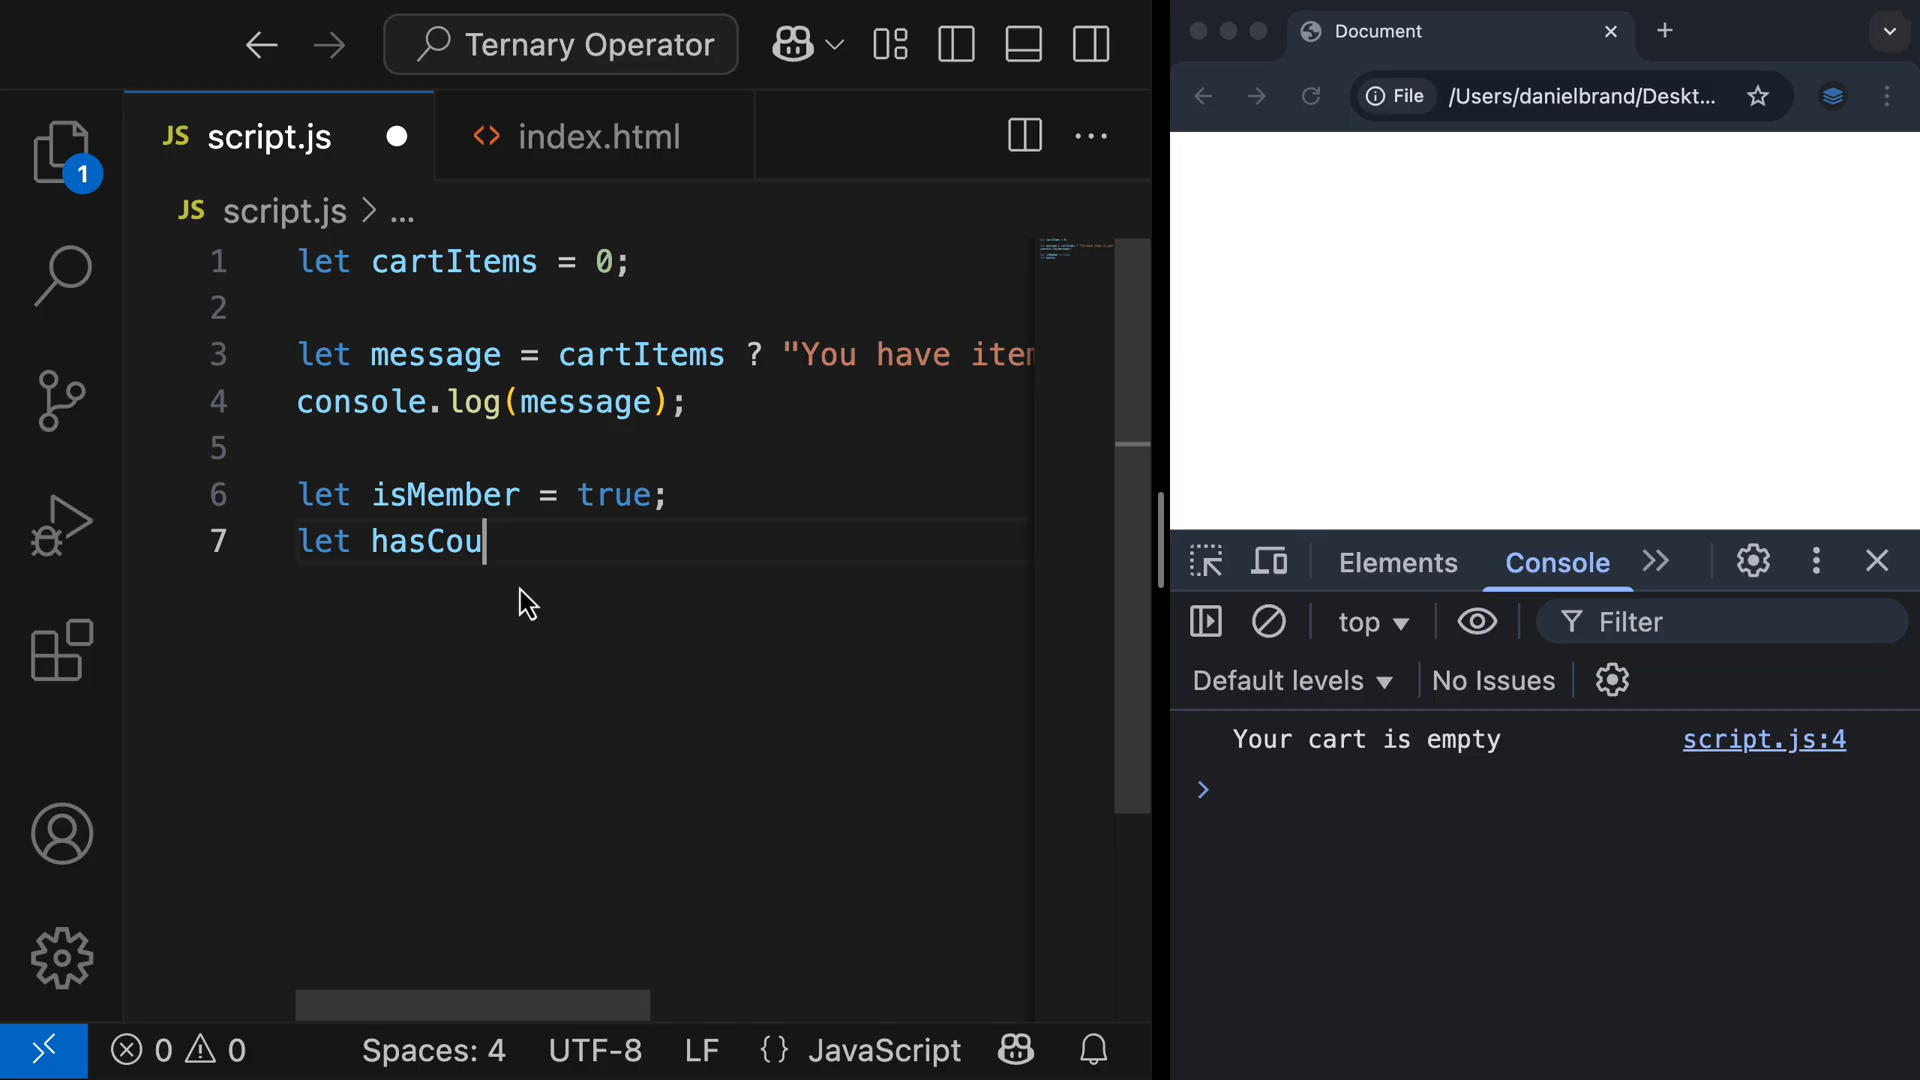 Ternary Operator
JS script.js
<> index.html
1
JS script.js > ...
1 let cartItems = 0;
2
3 let message = cartItems ? "You have item
4 console.log(message);
5
6 let isMember = true;
7 let hasCou
0 0 Spaces: 4 UTF-8 LF {} JavaScript
Document
File /Users/danielbrand/Deskt...
Elements Console
top Filter
Default levels No Issues
Your cart is empty script.js:4